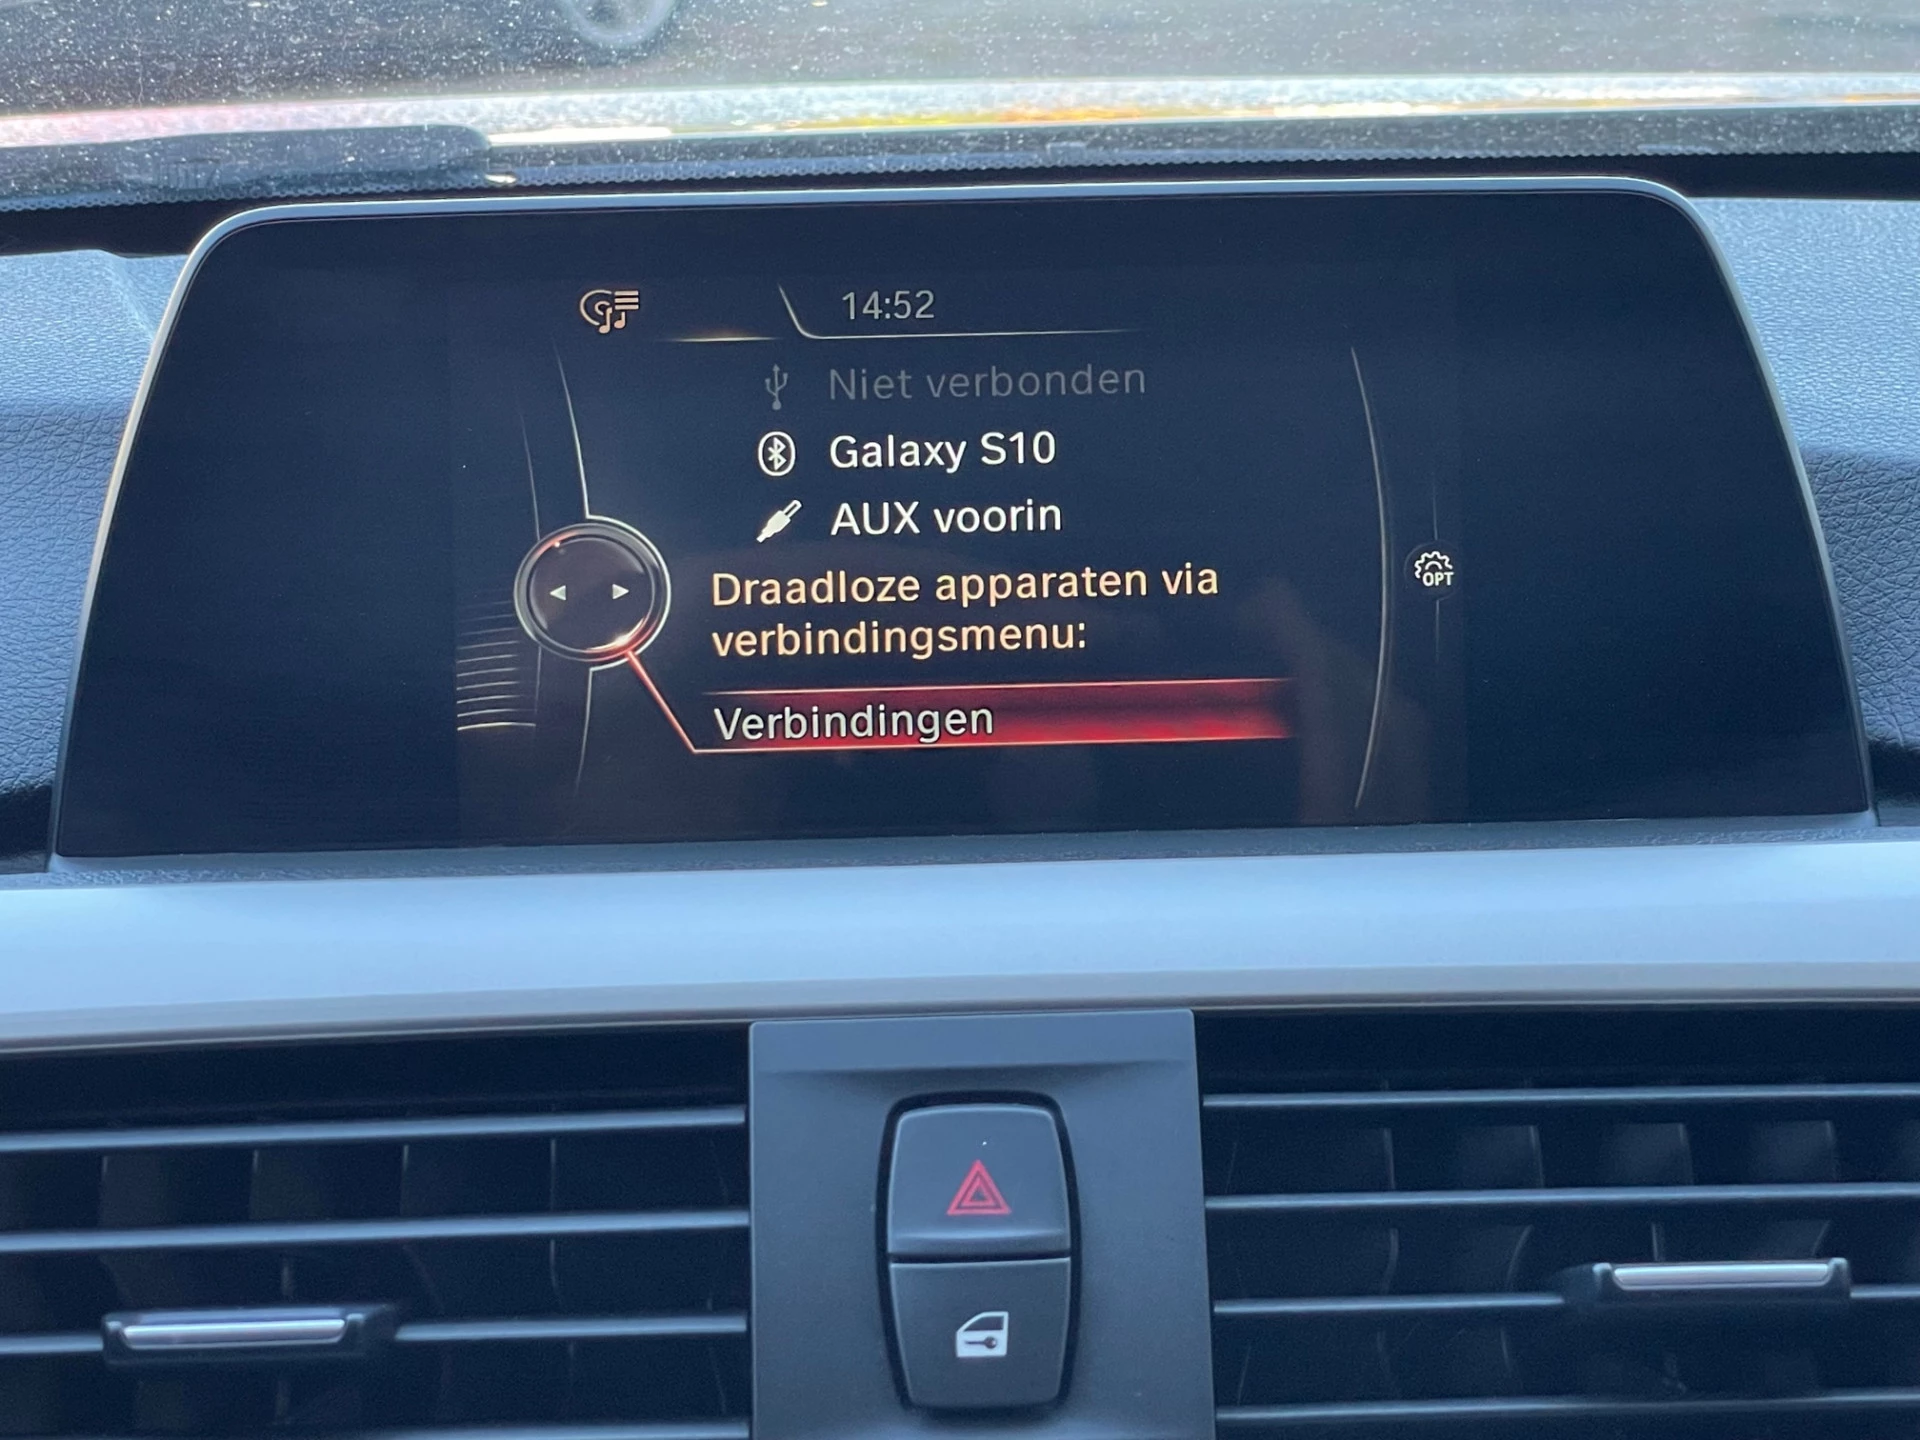 14:52
Niet verbonden
Galaxy S10
AUX voorin
Draadloze apparaten via
verbindingsmenu:
OPT
Verbindingen